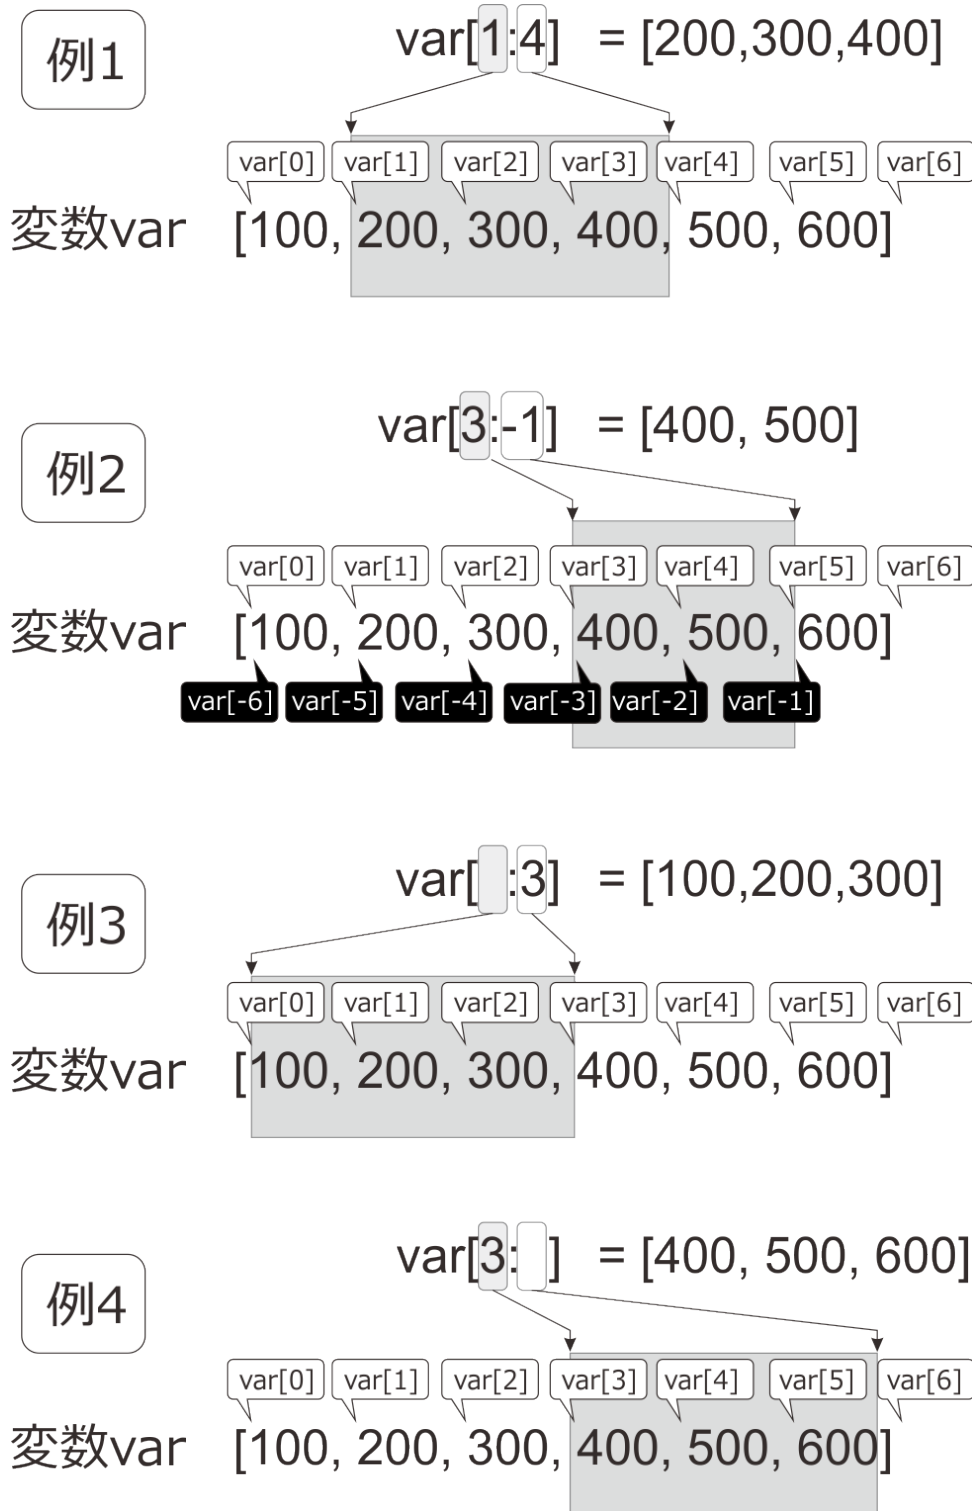 例1
var[1:4] = [200,300,400]
var[0] var[1] var[2] var[3] var[4] var[5] var[6]
変数var [100, 200, 300, 400, 500, 600]
例2
var[3:-1] = [400, 500]
var[0] var[1] var[2] var[3] var[4] var[5] var[6]
変数var [100, 200, 300, 400, 500, 600]
var[-6] var[-5] var[-4] var[-3] var[-2] var[-1]
例3
var[ :3] = [100,200,300]
var[0] var[1] var[2] var[3] var[4] var[5] var[6]
変数var [100, 200, 300, 400, 500, 600]
例4
var[3: ] = [400, 500, 600]
var[0] var[1] var[2] var[3] var[4] var[5] var[6]
変数var [100, 200, 300, 400, 500, 600]